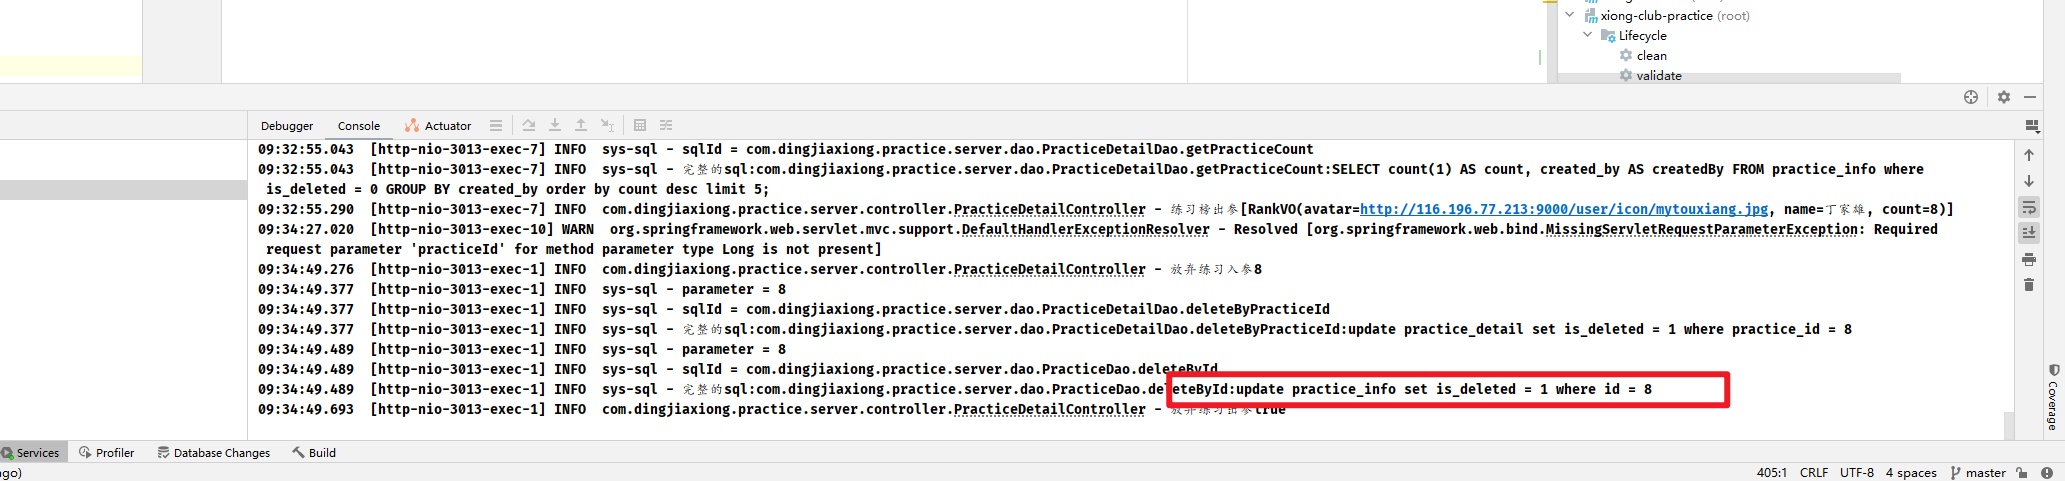 xiong-club-practice (root)
Lifecycle
clean
validate
Debugger
Console
Actuator
09:32:55.043 [http-nio-3013-exec-7] INFO sys-sql - sqlId = com.dingjiaxiong.practice.server.dao.PracticeDetailDao.getPracticeCount
09:32:55.043 [http-nio-3013-exec-7] INFO sys-sql - 完整的sql:com.dingjiaxiong.practice.server.dao.PracticeDetailDao.getPracticeCount:SELECT count(1) AS count, created_by AS createdBy FROM practice_info where
is_deleted = 0 GROUP BY created_by order by count desc limit 5;
09:32:55.290 [http-nio-3013-exec-7] INFO com.dingjiaxiong.practice.server.controller.PracticeDetailController - 练习榜出参[RankVO(avatar=http://116.196.77.213:9000/user/icon/mytouxiang.jpg, name=丁家雄, count=8)]
09:34:27.020 [http-nio-3013-exec-10] WARN org.springframework.web.servlet.mvc.support.DefaultHandlerExceptionResolver - Resolved [org.springframework.web.bind.MissingServletRequestParameterException: Required
request parameter 'practiceId' for method parameter type Long is not present]
09:34:49.276 [http-nio-3013-exec-1] INFO com.dingjiaxiong.practice.server.controller.PracticeDetailController - 放弃练习入参8
09:34:49.377 [http-nio-3013-exec-1] INFO sys-sql - parameter = 8
09:34:49.377 [http-nio-3013-exec-1] INFO sys-sql - sqlId = com.dingjiaxiong.practice.server.dao.PracticeDetailDao.deleteByPracticeId
09:34:49.377 [http-nio-3013-exec-1] INFO sys-sql - 完整的sql:com.dingjiaxiong.practice.server.dao.PracticeDetailDao.deleteByPracticeId:update practice_detail set is_deleted = 1 where practice_id = 8
09:34:49.489 [http-nio-3013-exec-1] INFO sys-sql - parameter = 8
09:34:49.489 [http-nio-3013-exec-1] INFO sys-sql - sqlId = com.dingjiaxiong.practice.server.dao.PracticeDao.deleteById
09:34:49.489 [http-nio-3013-exec-1] INFO sys-sql - 完整的sql:com.dingjiaxiong.practice.server.dao.PracticeDao.deleteById:update practice_info set is_deleted = 1 where id = 8
09:34:49.693 [http-nio-3013-exec-1] INFO com.dingjiaxiong.practice.server.controller.PracticeDetailController - 放弃练习出参true
Coverage
Services
Profiler
Database Changes
Build
ago)
405:1
CRLF
UTF-8
4 spaces
master